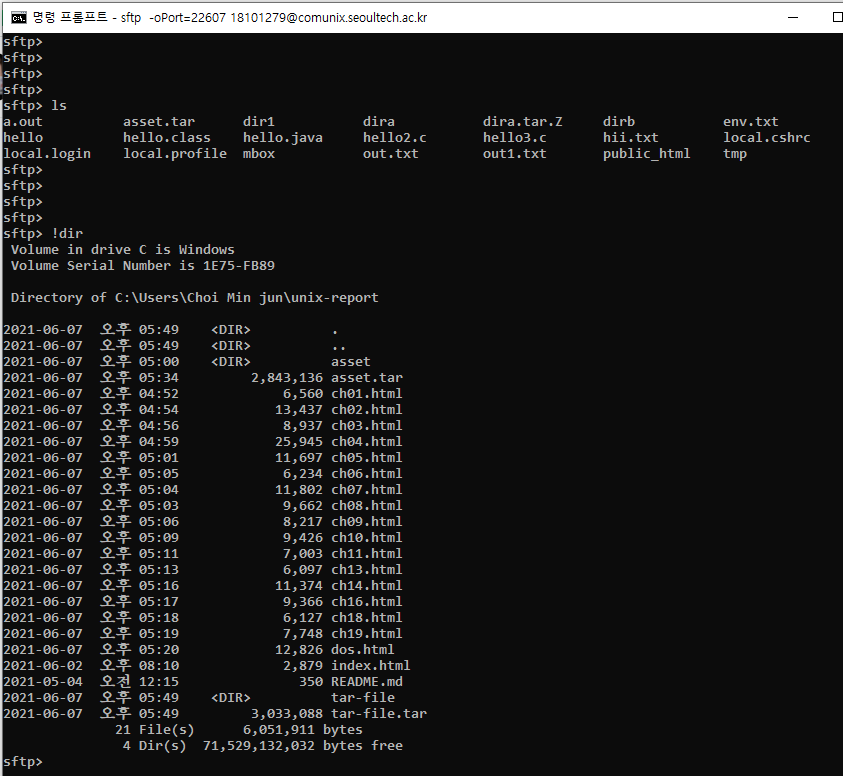 명령 프롬프트 - sftp -oPort=22607 18101279@comunix.seoultech.ac.kr
sftp>
sftp>
sftp>
sftp>
sftp> ls
a.out asset.tar dir1 dira dira.tar.Z dirb env.txt
hello hello.class hello.java hello2.c hello3.c hii.txt local.cshrc
local.login local.profile mbox out.txt out1.txt public_html tmp
sftp>
sftp>
sftp>
sftp>
sftp> !dir
Volume in drive C is Windows
Volume Serial Number is 1E75-FB89
Directory of C:\Users\Choi Min jun\unix-report
2021-06-07 오후 05:49 <DIR> .
2021-06-07 오후 05:49 <DIR> ..
2021-06-07 오후 05:00 <DIR> asset
2021-06-07 오후 05:34 2,843,136 asset.tar
2021-06-07 오후 04:52 6,560 ch01.html
2021-06-07 오후 04:54 13,437 ch02.html
2021-06-07 오후 04:56 8,937 ch03.html
2021-06-07 오후 04:59 25,945 ch04.html
2021-06-07 오후 05:01 11,697 ch05.html
2021-06-07 오후 05:05 6,234 ch06.html
2021-06-07 오후 05:04 11,802 ch07.html
2021-06-07 오후 05:03 9,662 ch08.html
2021-06-07 오후 05:06 8,217 ch09.html
2021-06-07 오후 05:09 9,426 ch10.html
2021-06-07 오후 05:11 7,003 ch11.html
2021-06-07 오후 05:13 6,097 ch13.html
2021-06-07 오후 05:16 11,374 ch14.html
2021-06-07 오후 05:17 9,366 ch16.html
2021-06-07 오후 05:18 6,127 ch18.html
2021-06-07 오후 05:19 7,748 ch19.html
2021-06-07 오후 05:20 12,826 dos.html
2021-06-02 오후 08:10 2,879 index.html
2021-05-04 오전 12:15 350 README.md
2021-06-07 오후 05:49 <DIR> tar-file
2021-06-07 오후 05:49 3,033,088 tar-file.tar
21 File(s) 6,051,911 bytes
4 Dir(s) 71,529,132,032 bytes free
sftp>